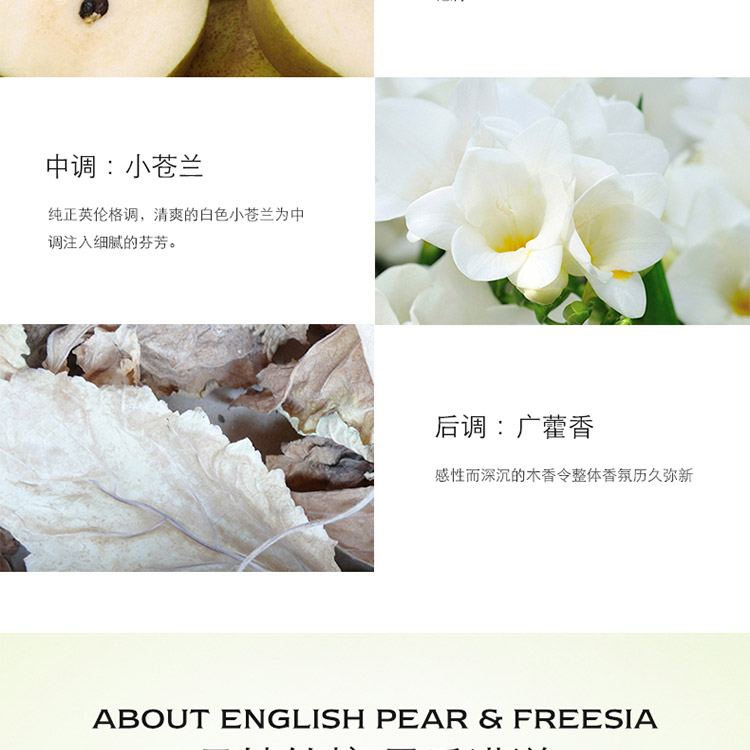 中调：小苍兰
纯正英伦格调，清爽的白色小苍兰为中
调注入细腻的芬芳。
后调：广藿香
感性而深沉的木香令整体香氛历久弥新
ABOUT ENGLISH PEAR & FREESIA